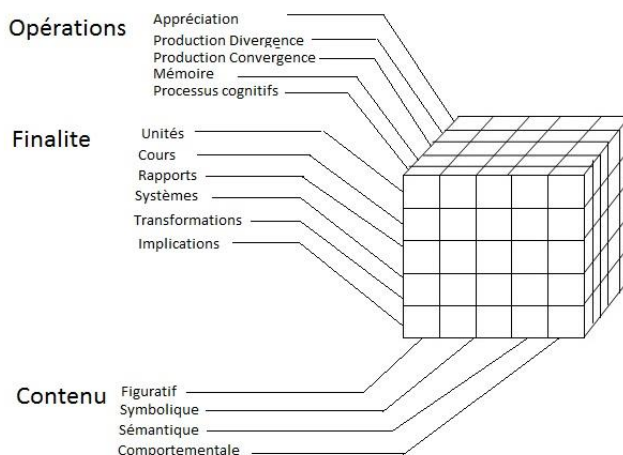 Opérations
Appréciation
Production Divergence
Production Convergence
Mémoire
Processus cognitifs
Finalite
Unités
Cours
Rapports
Systèmes
Transformations
Implications
Contenu
Figuratif
Symbolique
Sémantique
Comportementale